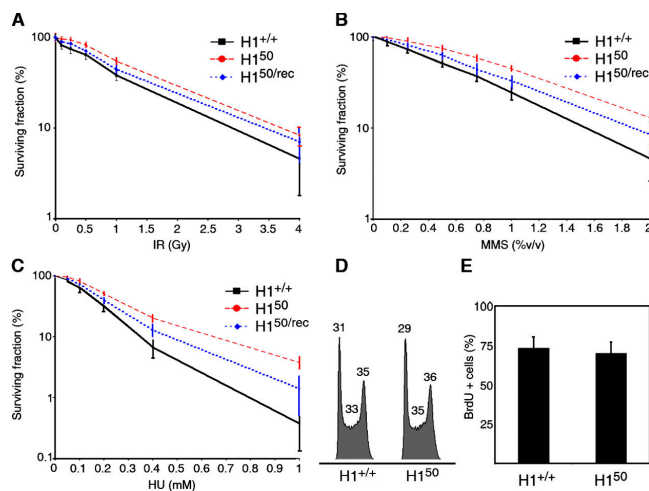 A
H1+/+
H150
H150/rec
Surviving fraction (%)
100
10
1
0 0.5 1 1.5 2 2.5 3 3.5 4
IR (Gy)
B
H1+/+
H150
H150/rec
Surviving fraction (%)
100
10
1
0 0.2 0.4 0.6 0.8 1 1.2 1.4 1.6 1.8 2
MMS (%v/v)
C
H1+/+
H150
H150/rec
Surviving fraction (%)
100
10
1
0.1
0 0.1 0.2 0.3 0.4 0.5 0.6 0.7 0.8 0.9 1
HU (mM)
D
31
33
35
29
35
36
H1+/+ H150
E
BrdU + cells (%)
100
75
50
25
H1+/+ H150